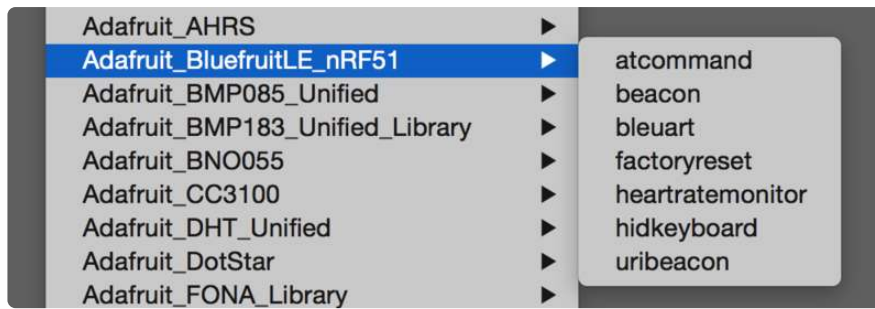 Adafruit_AHRS
Adafruit_BluefruitLE_nRF51
Adafruit_BMP085_Unified
Adafruit_BMP183_Unified_Library
Adafruit_BNO055
Adafruit_CC3100
Adafruit_DHT_Unified
Adafruit_DotStar
Adafruit_FONA_Library
atcommand
beacon
bleuart
factoryreset
heartratemonitor
hidkeyboard
uribeacon